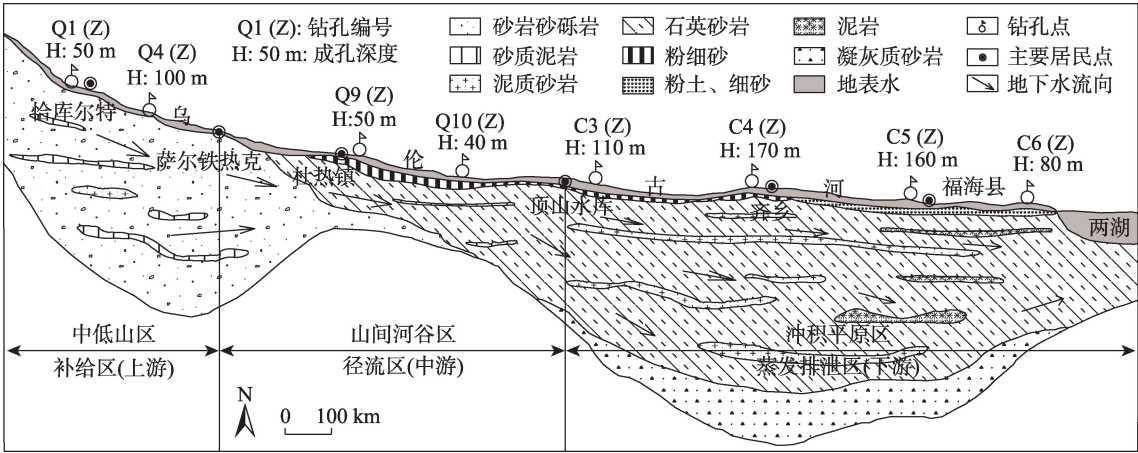 Q1 (Z)
H: 50 m
Q4 (Z)
H: 100 m
Q1 (Z): 钻孔编号
H: 50 m: 成孔深度
砂岩砂砾岩
石英砂岩
泥岩
钻孔点
砂质泥岩
粉细砂
凝灰质砂岩
主要居民点
泥质砂岩
粉土、细砂
地表水
地下水流向
Q9 (Z)
H:50 m
Q10 (Z)
H: 40 m
C3 (Z)
H: 110 m
C4 (Z)
H: 170 m
C5 (Z)
H: 160 m
C6 (Z)
H: 80 m
恰库尔特
乌
萨尔铁热克
杜热镇
伦
顶山水库
古
齐乡
河
福海县
两湖
中低山区
山间河谷区
冲积平原区
补给区(上游)
径流区(中游)
蒸发排泄区(下游)
N
0 100 km